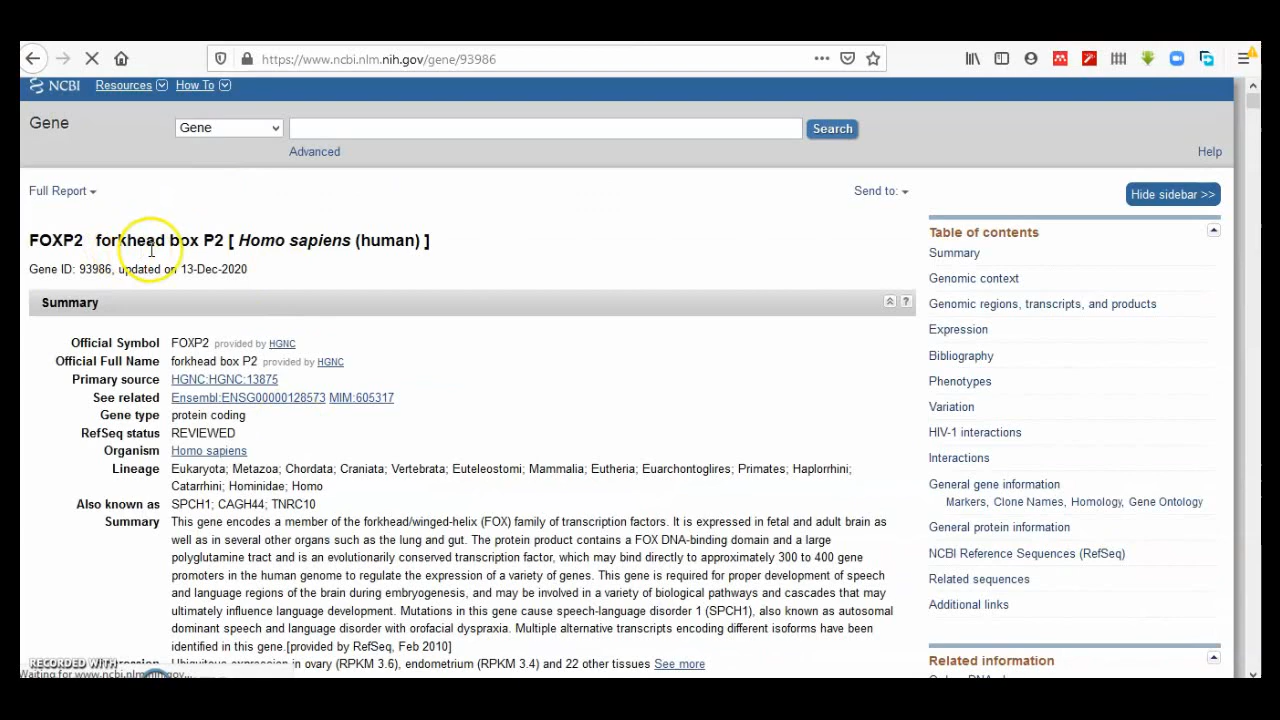 https://www.ncbi.nlm.nih.gov/gene/93986
NCBI Resources How To
Gene
Gene Search
Advanced
Help
Full Report
Send to:
Hide sidebar >>
FOXP2 forkhead box P2 [ Homo sapiens (human) ]
Gene ID: 93986, updated on 13-Dec-2020
Summary
Official Symbol FOXP2 provided by HGNC
Official Full Name forkhead box P2 provided by HGNC
Primary source HGNC:HGNC:13875
See related Ensembl:ENSG00000128573 MIM:605317
Gene type protein coding
RefSeq status REVIEWED
Organism Homo sapiens
Lineage Eukaryota; Metazoa; Chordata; Craniata; Vertebrata; Euteleostomi; Mammalia; Eutheria; Euarchontoglires; Primates; Haplorrhini;
Catarrhini; Hominidae; Homo
Also known as SPCH1; CAGH44; TNRC10
Summary This gene encodes a member of the forkhead/winged-helix (FOX) family of transcription factors. It is expressed in fetal and adult brain as
well as in several other organs such as the lung and gut. The protein product contains a FOX DNA-binding domain and a large
polyglutamine tract and is an evolutionarily conserved transcription factor, which may bind directly to approximately 300 to 400 gene
promoters in the human genome to regulate the expression of a variety of genes. This gene is required for proper development of speech
and language regions of the brain during embryogenesis, and may be involved in a variety of biological pathways and cascades that may
ultimately influence language development. Mutations in this gene cause speech-language disorder 1 (SPCH1), also known as autosomal
dominant speech and language disorder with orofacial dyspraxia. Multiple alternative transcripts encoding different isoforms have been
identified in this gene.[provided by RefSeq, Feb 2010]
Expression Ubiquitous expression in ovary (RPKM 3.6), endometrium (RPKM 3.4) and 22 other tissues See more
RECORDED WITH
Waiting for www.ncbi.nlm.nih.gov...
Table of contents
Summary
Genomic context
Genomic regions, transcripts, and products
Expression
Bibliography
Phenotypes
Variation
HIV-1 interactions
Interactions
General gene information
Markers, Clone Names, Homology, Gene Ontology
General protein information
NCBI Reference Sequences (RefSeq)
Related sequences
Additional links
Related information